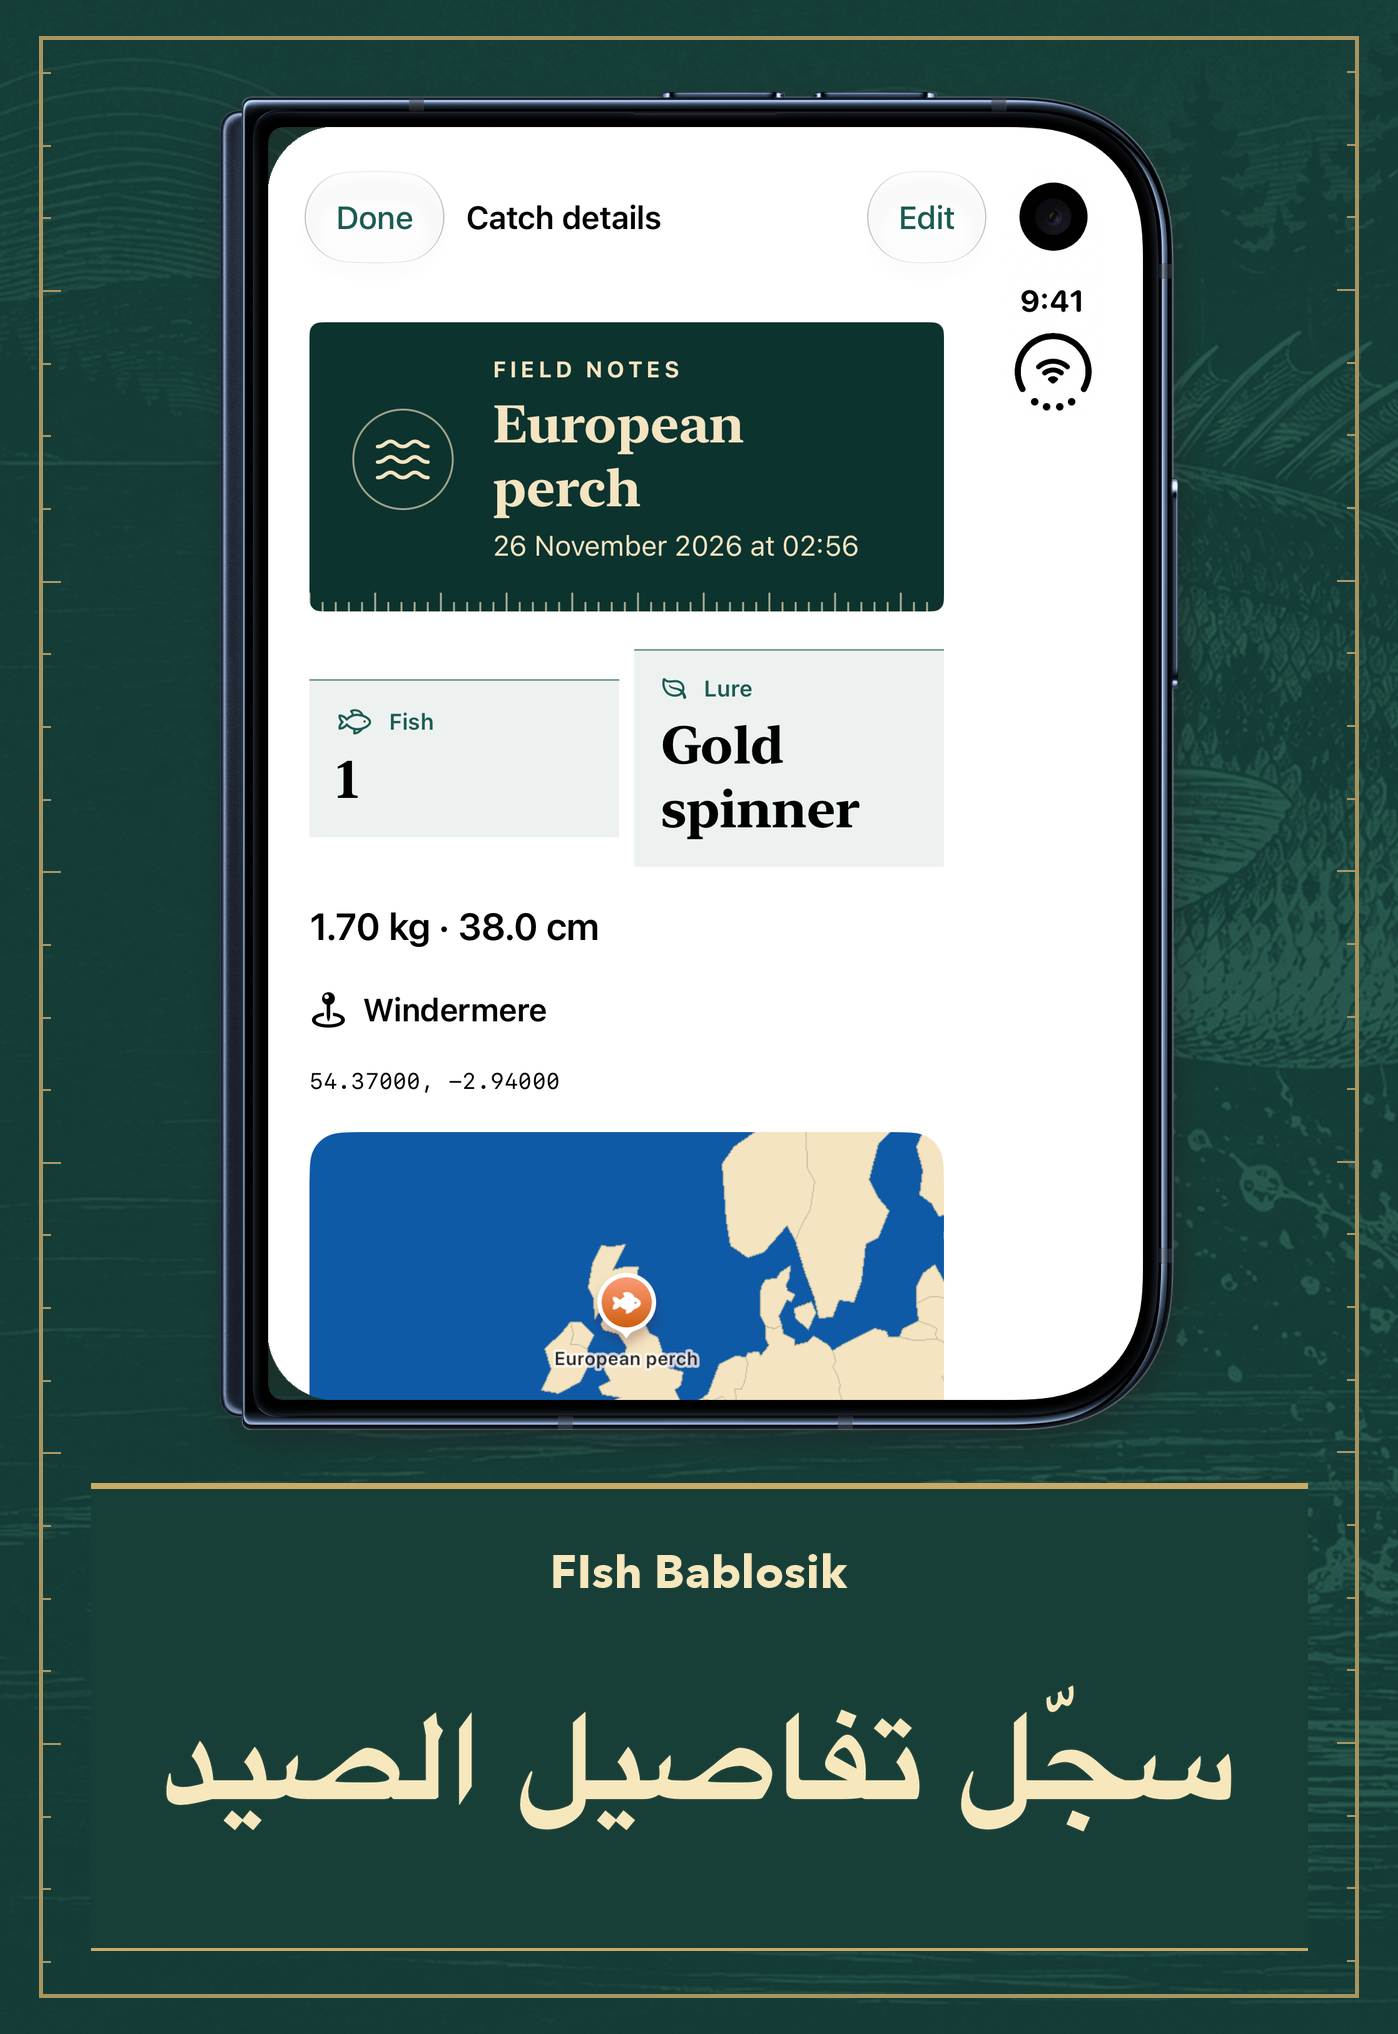 Done
Catch details
Edit
9:41
FIELD NOTES
European
perch
26 November 2026 at 02:56
Fish
1
Lure
Gold
spinner
1.70 kg · 38.0 cm
Windermere
54.37000, −2.94000
European perch
FIsh Bablosik
سجّل تفاصيل الصيد